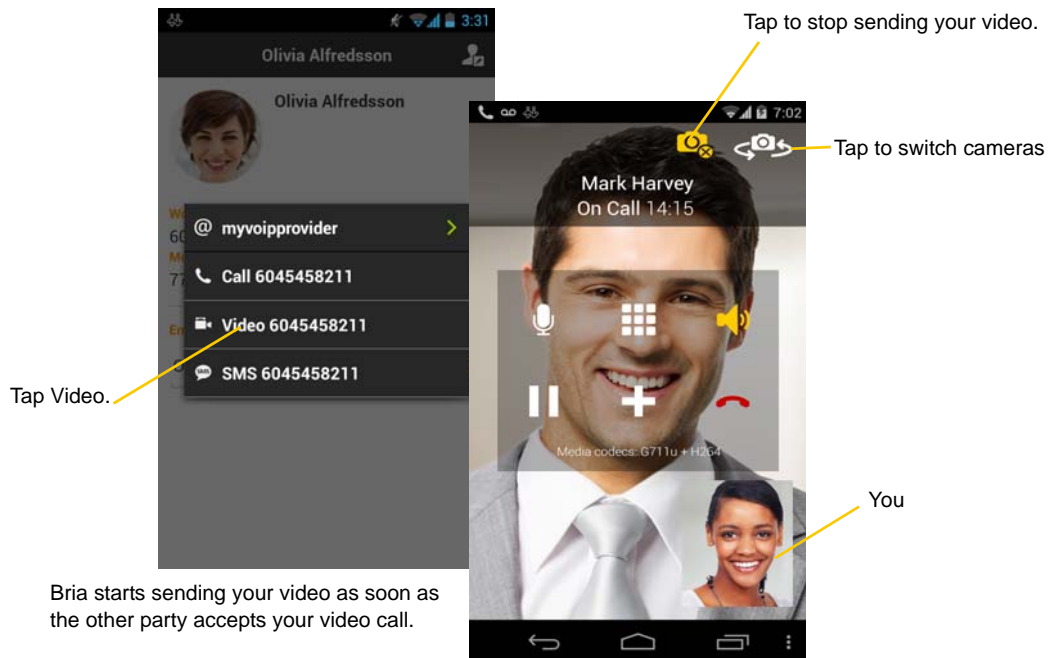 Tap to stop sending your video.
3:31
Olivia Alfredsson
Olivia Alfredsson
7:02
Tap to switch cameras
Mark Harvey
On Call 14:15
@ myvoipprovider
Call 6045458211
Video 6045458211
SMS 6045458211
Tap Video.
Media codecs: G711u + H264
You
Bria starts sending your video as soon as
the other party accepts your video call.